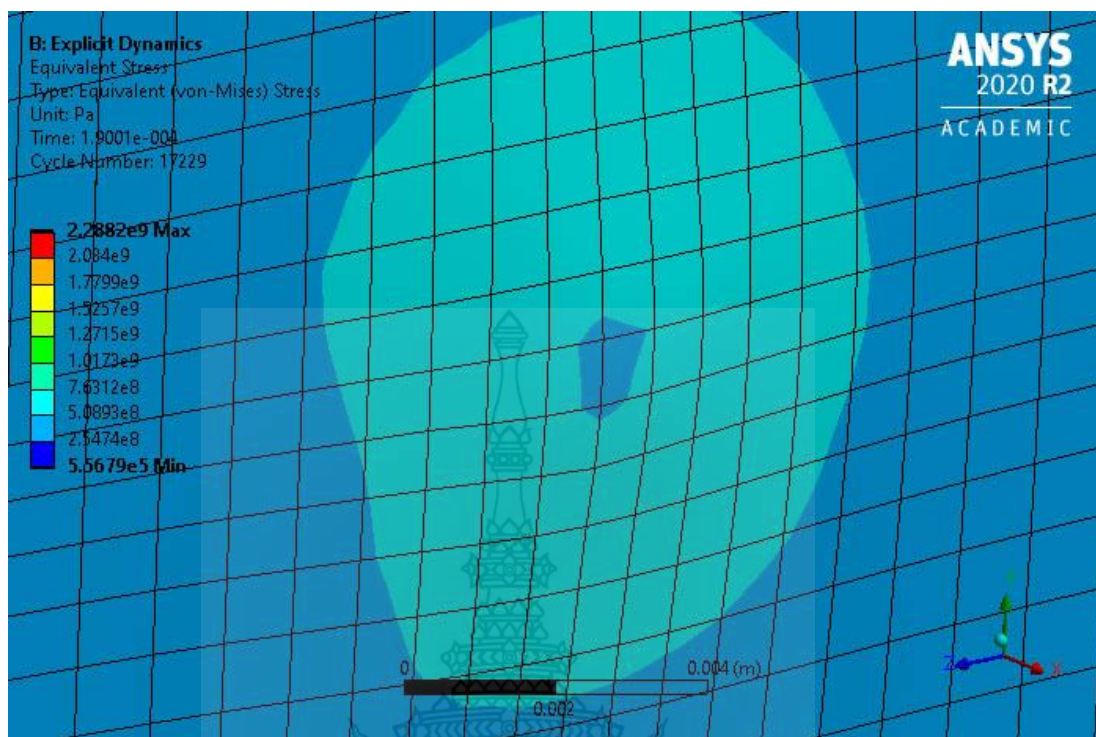 B: Explicit Dynamics
Equivalent Stress
Type: Equivalent (von-Mises) Stress
Unit: Pa
Time: 1.9001e-004
Cycle Number: 17229
ANSYS
2020 R2
ACADEMIC
2.2882e9 Max
2.034e9
1.7799e9
1.5257e9
1.2715e9
1.0173e9
7.6312e8
5.0893e8
2.5474e8
5.5679e5 Min
0
0.004 (m)
0.002
Y
Z
X